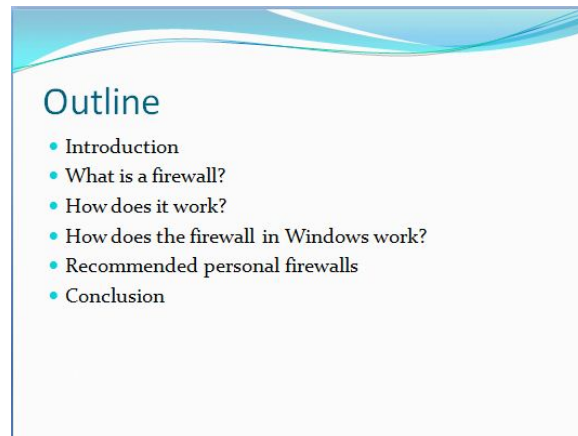 Outline
Introduction
What is a firewall?
How does it work?
How does the firewall in Windows work?
Recommended personal firewalls
Conclusion